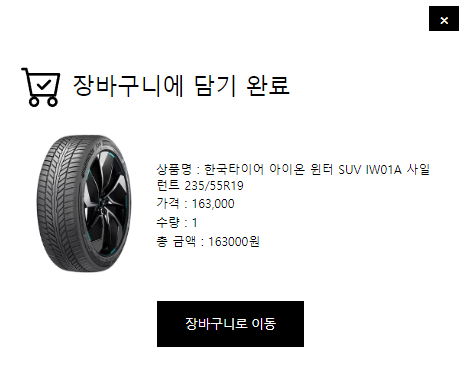 ×
장바구니에 담기 완료
상품명 : 한국타이어 아이온 윈터 SUV IW01A 사일
런트 235/55R19
가격 : 163,000
수량 : 1
총 금액 : 163000원
장바구니로 이동